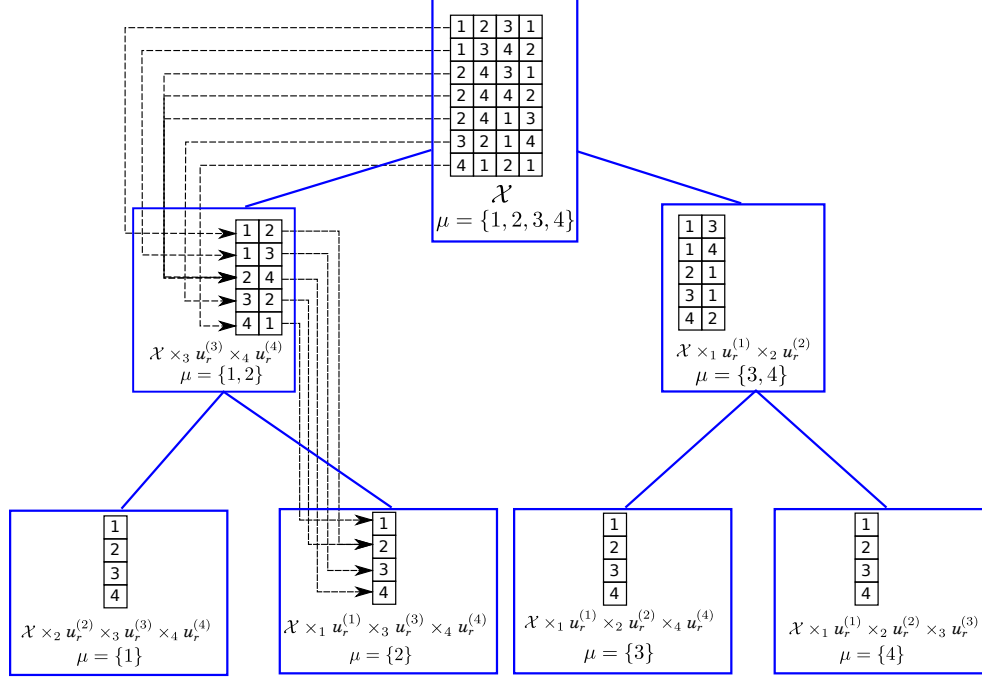 1 2 3 1
1 3 4 2
2 4 3 1
2 4 4 2
2 4 1 3
3 2 1 4
4 1 2 1
𝒳
μ = {1, 2, 3, 4}
1 2
1 3
2 4
3 2
4 1
𝒳 ×₃ u_r^{(3)} ×₄ u_r^{(4)}
μ = {1, 2}
1 3
1 4
2 1
3 1
4 2
𝒳 ×₁ u_r^{(1)} ×₂ u_r^{(2)}
μ = {3, 4}
1
2
3
4
𝒳 ×₂ u_r^{(2)} ×₃ u_r^{(3)} ×₄ u_r^{(4)}
μ = {1}
1
2
3
4
𝒳 ×₁ u_r^{(1)} ×₃ u_r^{(3)} ×₄ u_r^{(4)}
μ = {2}
1
2
3
4
𝒳 ×₁ u_r^{(1)} ×₂ u_r^{(2)} ×₄ u_r^{(4)}
μ = {3}
1
2
3
4
𝒳 ×₁ u_r^{(1)} ×₂ u_r^{(2)} ×₃ u_r^{(3)}
μ = {4}